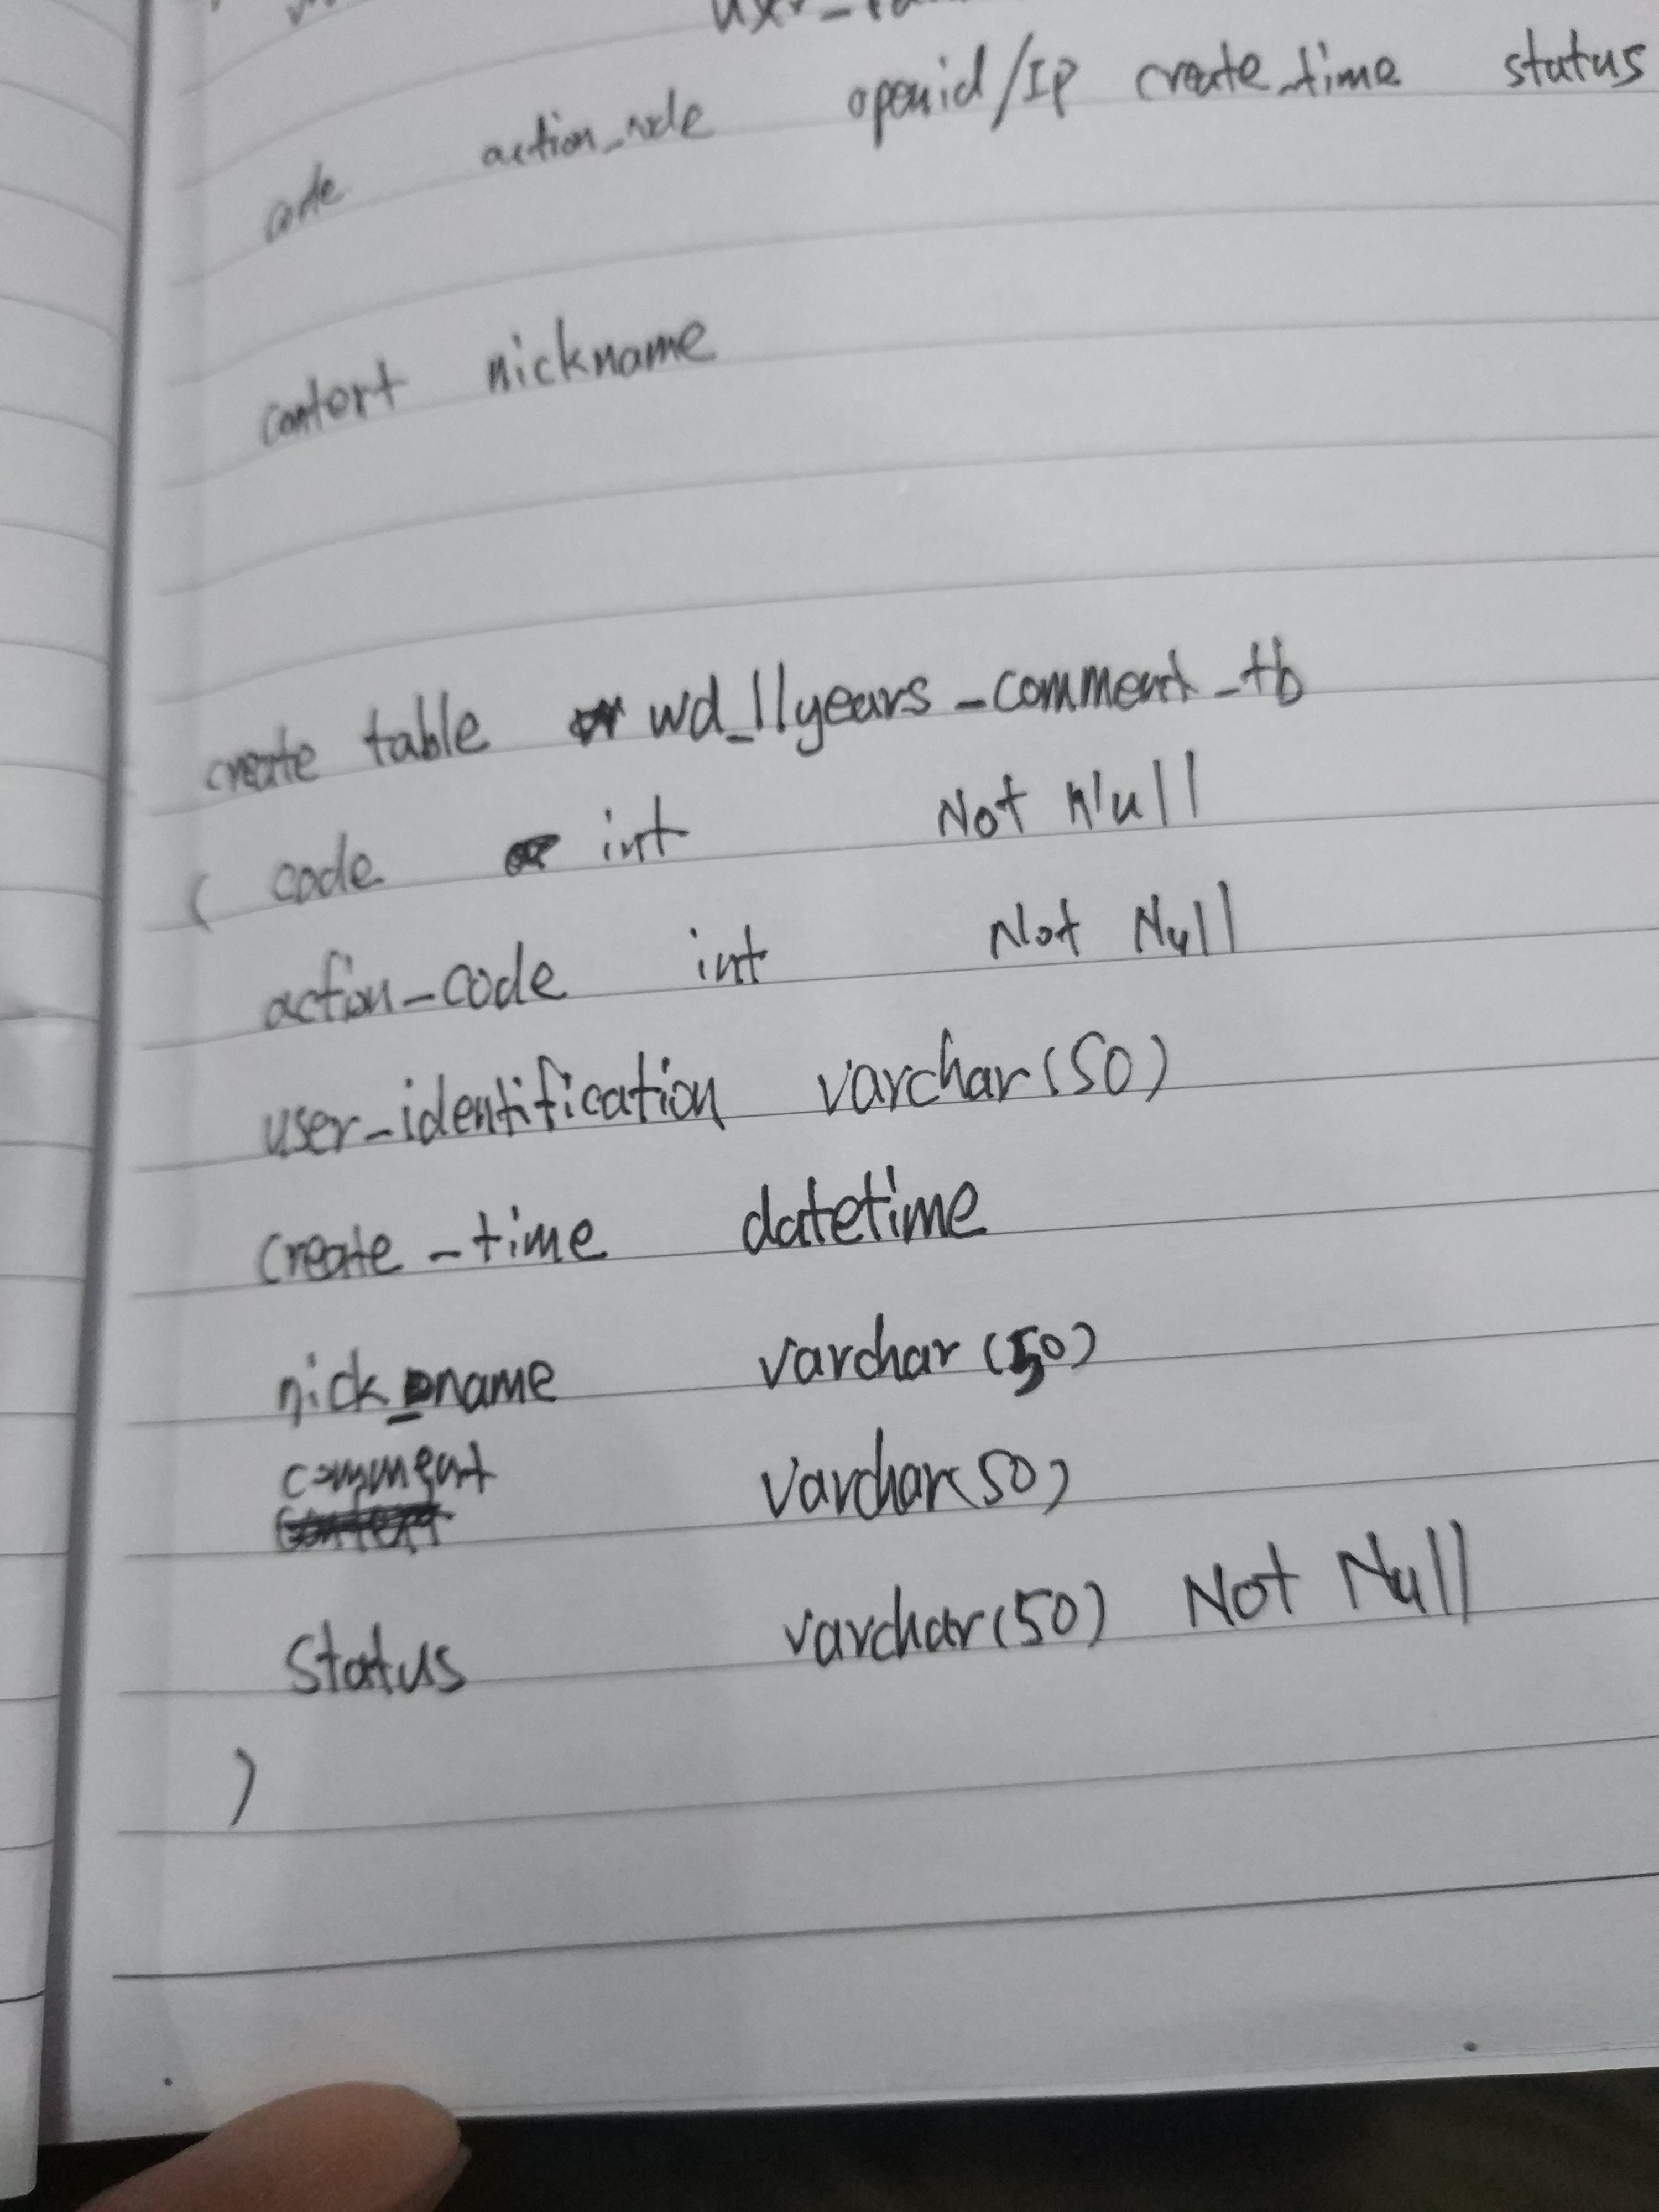 code action_code openid/IP create_time status
content nickname
create table wd_11years_comment_tb
( code int Not Null
action_code int Not Null
user_identification varchar(50)
create_time datetime
nick_name varchar(50)
comment varchar(50)
status varchar(50) Not Null
)